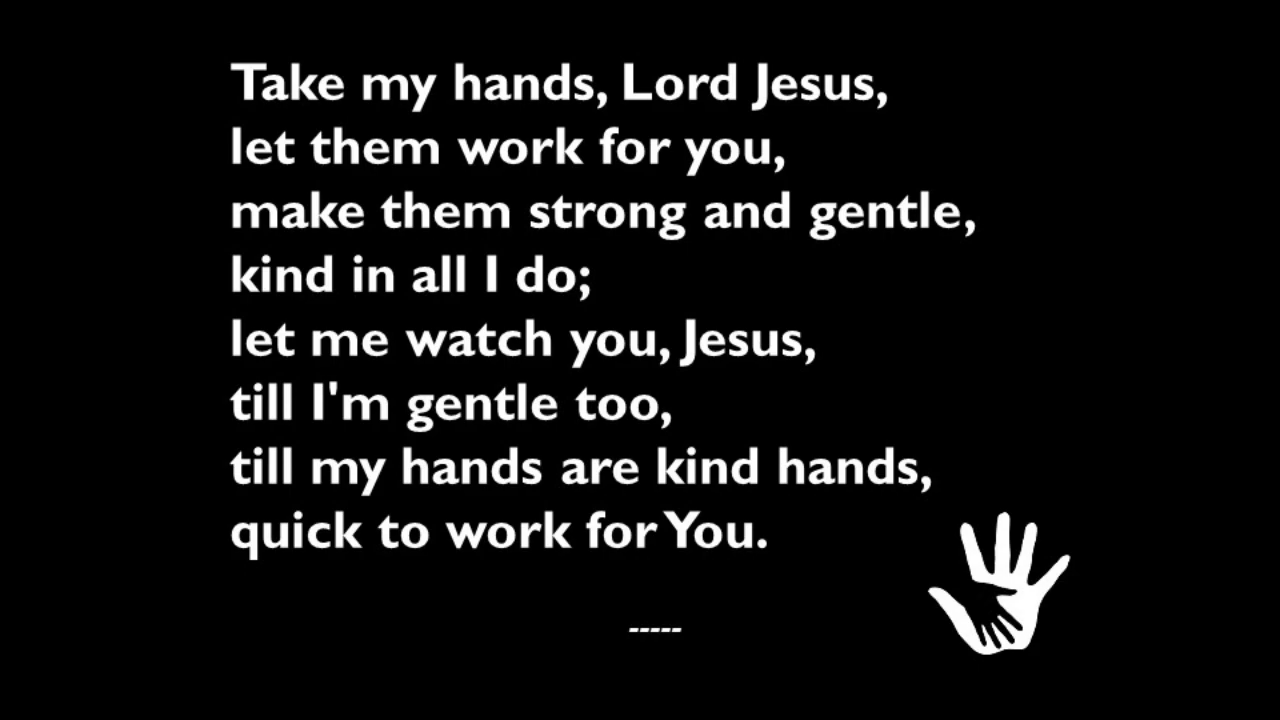 Take my hands, Lord Jesus,
let them work for you,
make them strong and gentle,
kind in all I do;
let me watch you, Jesus,
till I'm gentle too,
till my hands are kind hands,
quick to work for You.
-----